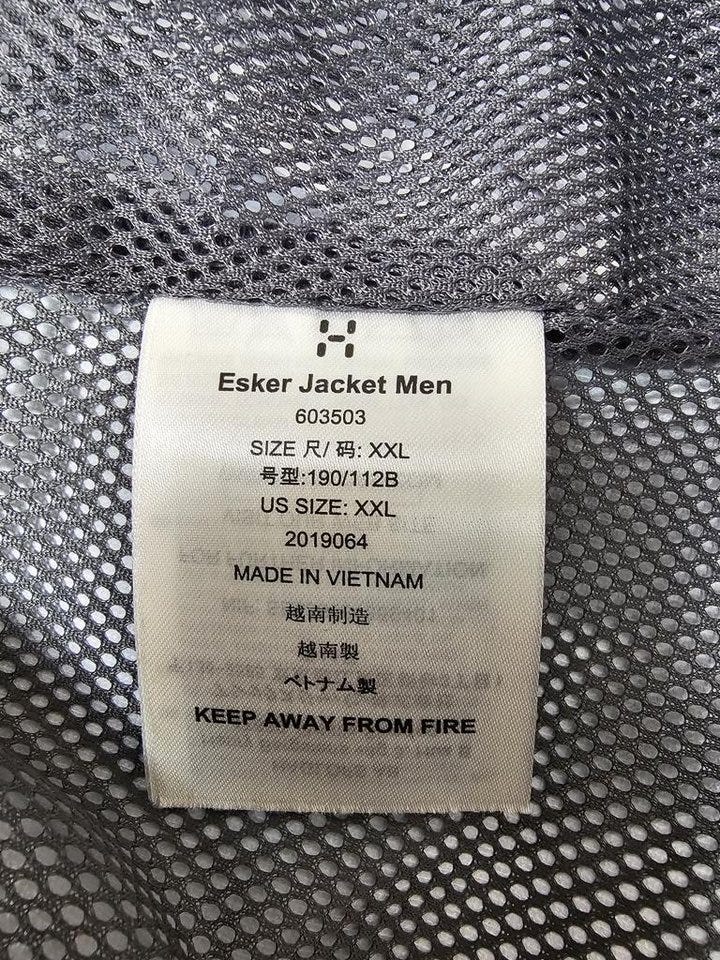 Esker Jacket Men
603503
SIZE 尺/ 码: XXL
号型:190/112B
US SIZE: XXL
2019064
MADE IN VIETNAM
越南制造
越南製
ベトナム製
KEEP AWAY FROM FIRE